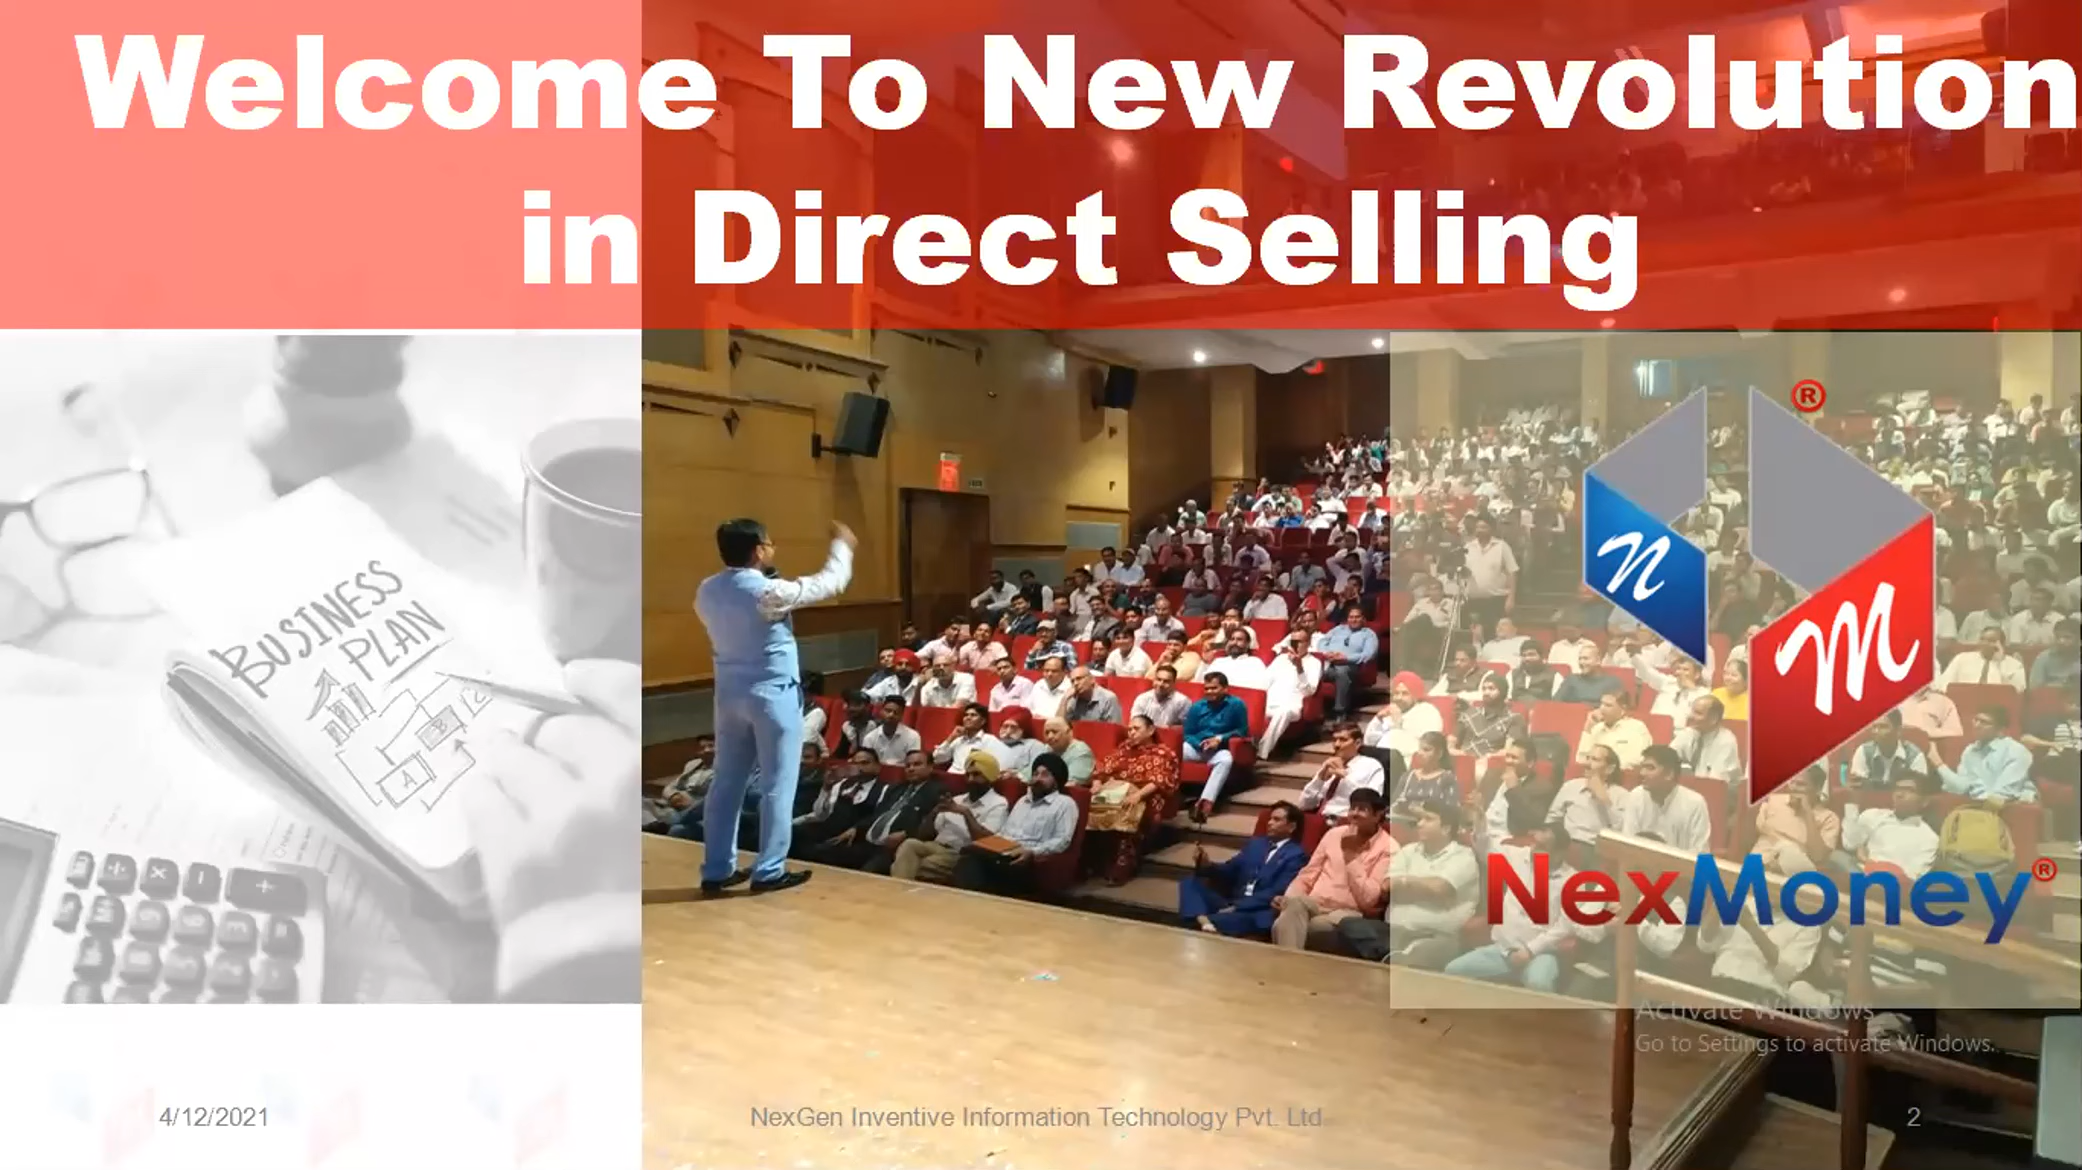 Welcome To New Revolution
in Direct Selling
BUSINESS
PLAN
A
B
®
n
m
NexMoney®
Activate Windows
Go to Settings to activate Windows.
4/12/2021
NexGen Inventive Information Technology Pvt. Ltd
2